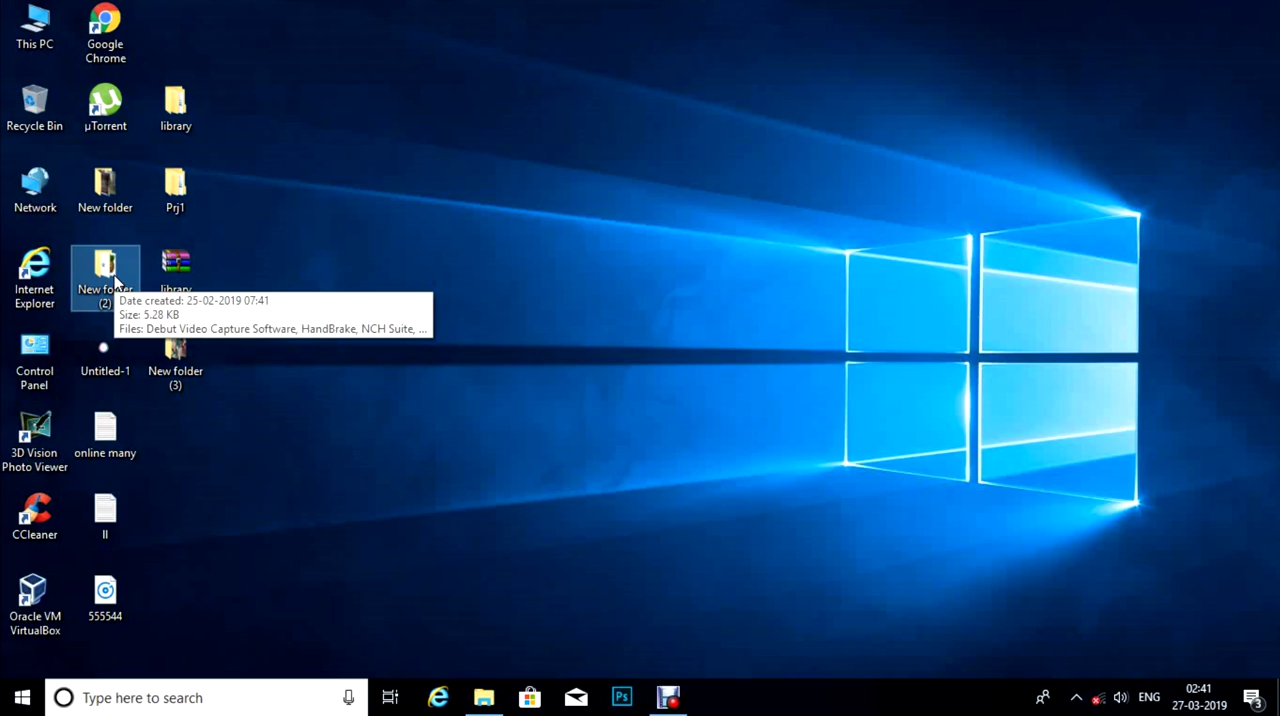 This PC
Google
Chrome
Recycle Bin
µTorrent
library
Network
New folder
Prj1
Internet
Explorer
New folder
(2)
library
Date created: 25-02-2019 07:41
Size: 5.28 KB
Files: Debut Video Capture Software, HandBrake, NCH Suite, ...
Control
Panel
Untitled-1
New folder
(3)
3D Vision
Photo Viewer
online many
CCleaner
Oracle VM
VirtualBox
555544
Type here to search
Ps
ENG
02:41
27-03-2019
3